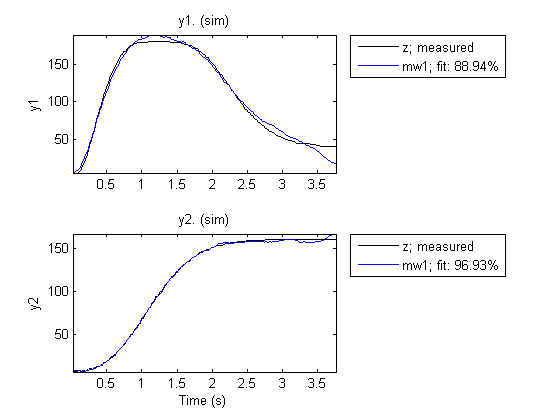 y1. (sim)
z; measured
mw1; fit: 88.94%
y1
150
100
50
0.5 1 1.5 2 2.5 3 3.5
y2. (sim)
z; measured
mw1; fit: 96.93%
y2
150
100
50
0.5 1 1.5 2 2.5 3 3.5
Time (s)